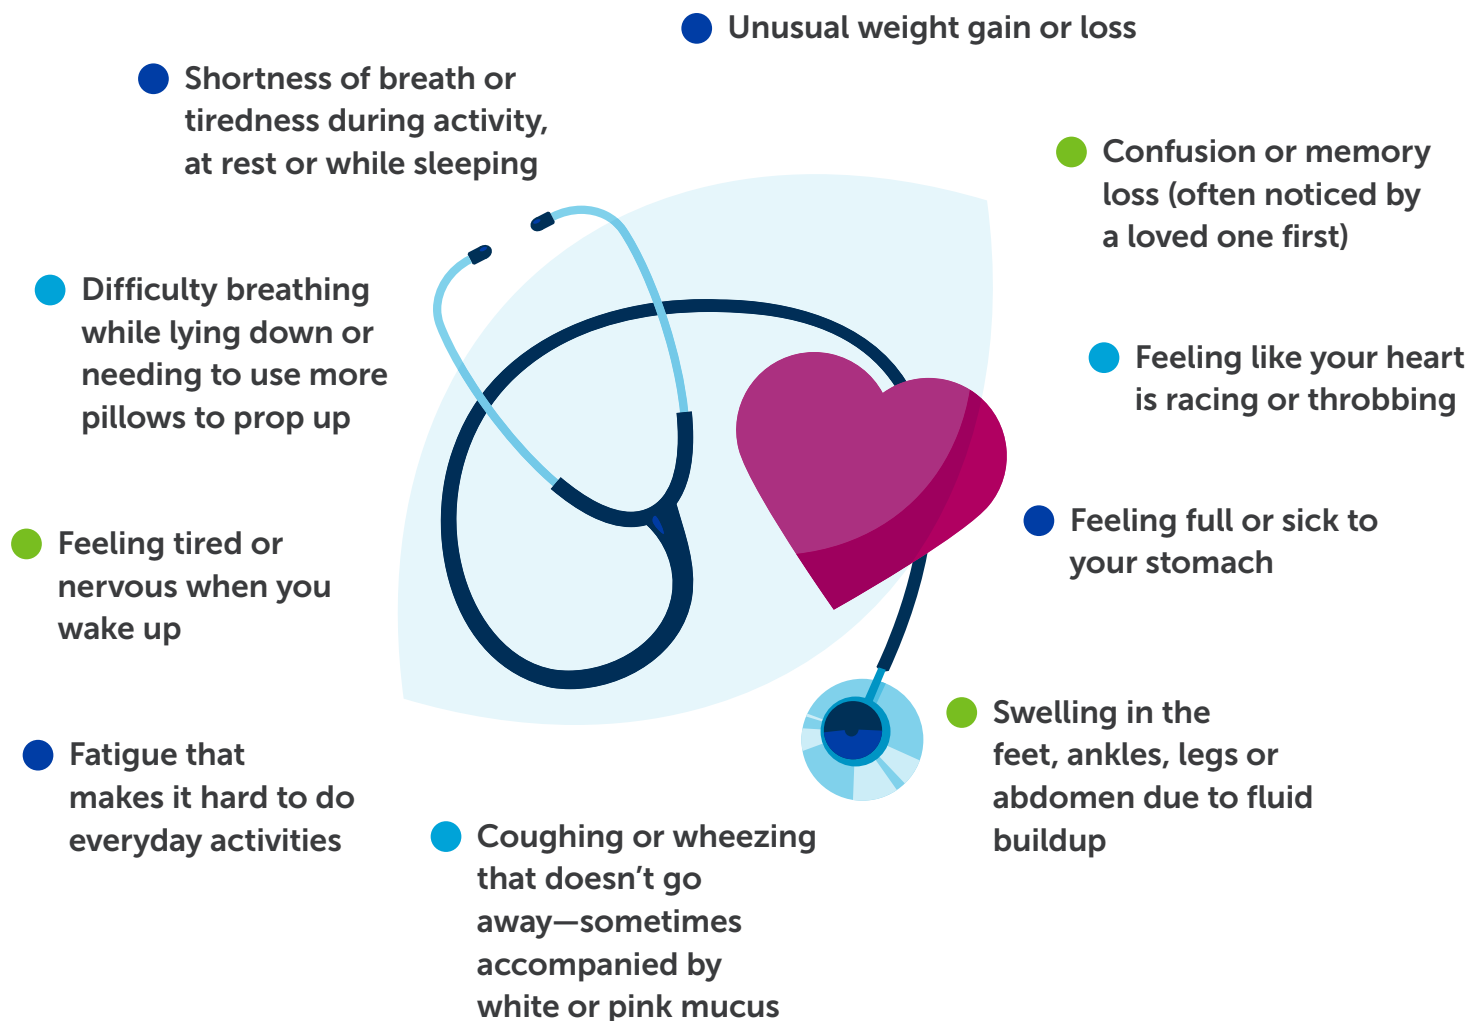 Unusual weight gain or loss
Shortness of breath or
tiredness during activity,
at rest or while sleeping
Confusion or memory
loss (often noticed by
a loved one first)
Difficulty breathing
while lying down or
needing to use more
pillows to prop up
Feeling like your heart
is racing or throbbing
Feeling full or sick to
your stomach
Feeling tired or
nervous when you
wake up
Swelling in the
feet, ankles, legs or
abdomen due to fluid
buildup
Fatigue that
makes it hard to do
everyday activities
Coughing or wheezing
that doesn’t go
away—sometimes
accompanied by
white or pink mucus